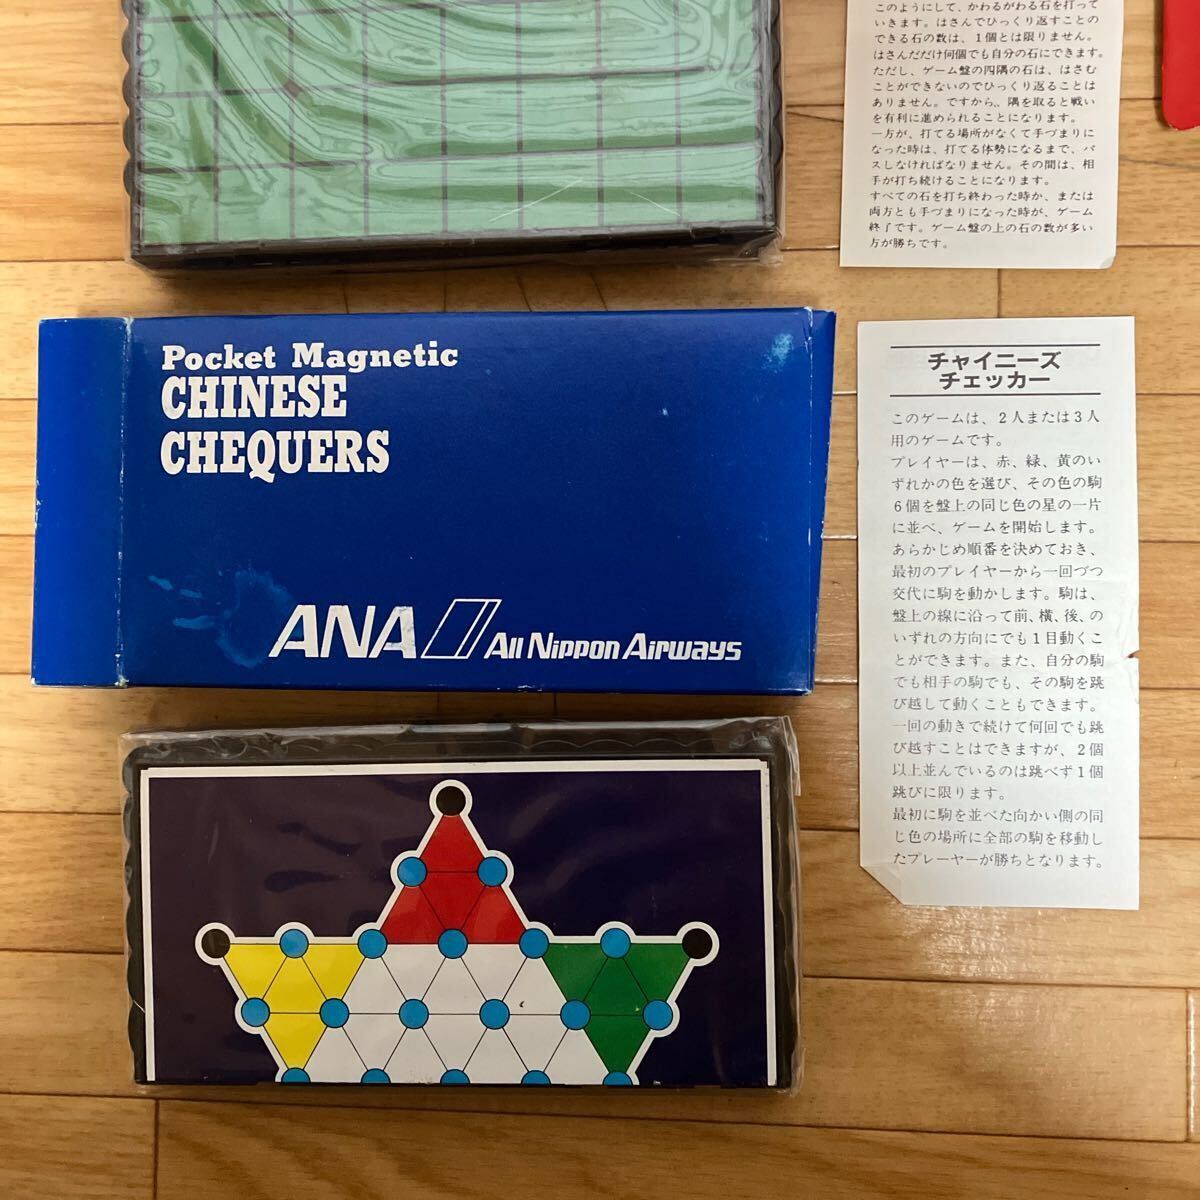 このようにして、かわるがわる石を打って
いきます。はさんでひっくり返すことの
できる石の数は、1個とは限りません。
はさんだだけ何個でも自分の石にできます。
ただし、ゲーム盤の四隅の石は、はさむ
ことができないのでひっくり返ることは
ありません。ですから、隅を取ると戦い
を有利に進められることになります。
一方が、打てる場所がなくて手づまりに
なった時は、打てる体勢になるまで、パ
スしなければなりません。その間は、相
手が打ち続けることになります。
すべての石を打ち終わった時か、または
両方とも手づまりになった時が、ゲーム
終了です。ゲーム盤の上の石の数が多い
方が勝ちです。
Pocket Magnetic
CHINESE
CHEQUERS
ANA All Nippon Airways
チャイニーズ
チェッカー
このゲームは、2人または3人
用のゲームです。
プレイヤーは、赤、緑、黄のい
ずれかの色を選び、その色の駒
6個を盤上の同じ色の星の一片
に並べ、ゲームを開始します。
あらかじめ順番を決めておき、
最初のプレイヤーから一回づつ
交代に駒を動かします。駒は、
盤上の線に沿って前、横、後、の
いずれの方向にでも1目動くこ
とができます。また、自分の駒
でも相手の駒でも、その駒を跳
び越して動くこともできます。
一回の動きで続けて何回でも跳
び越すことはできますが、2個
以上並んでいるのは跳べず1個
跳びに限ります。
最初に駒を並べた向かい側の同
じ色の場所に全部の駒を移動し
たプレーヤーが勝ちとなります。